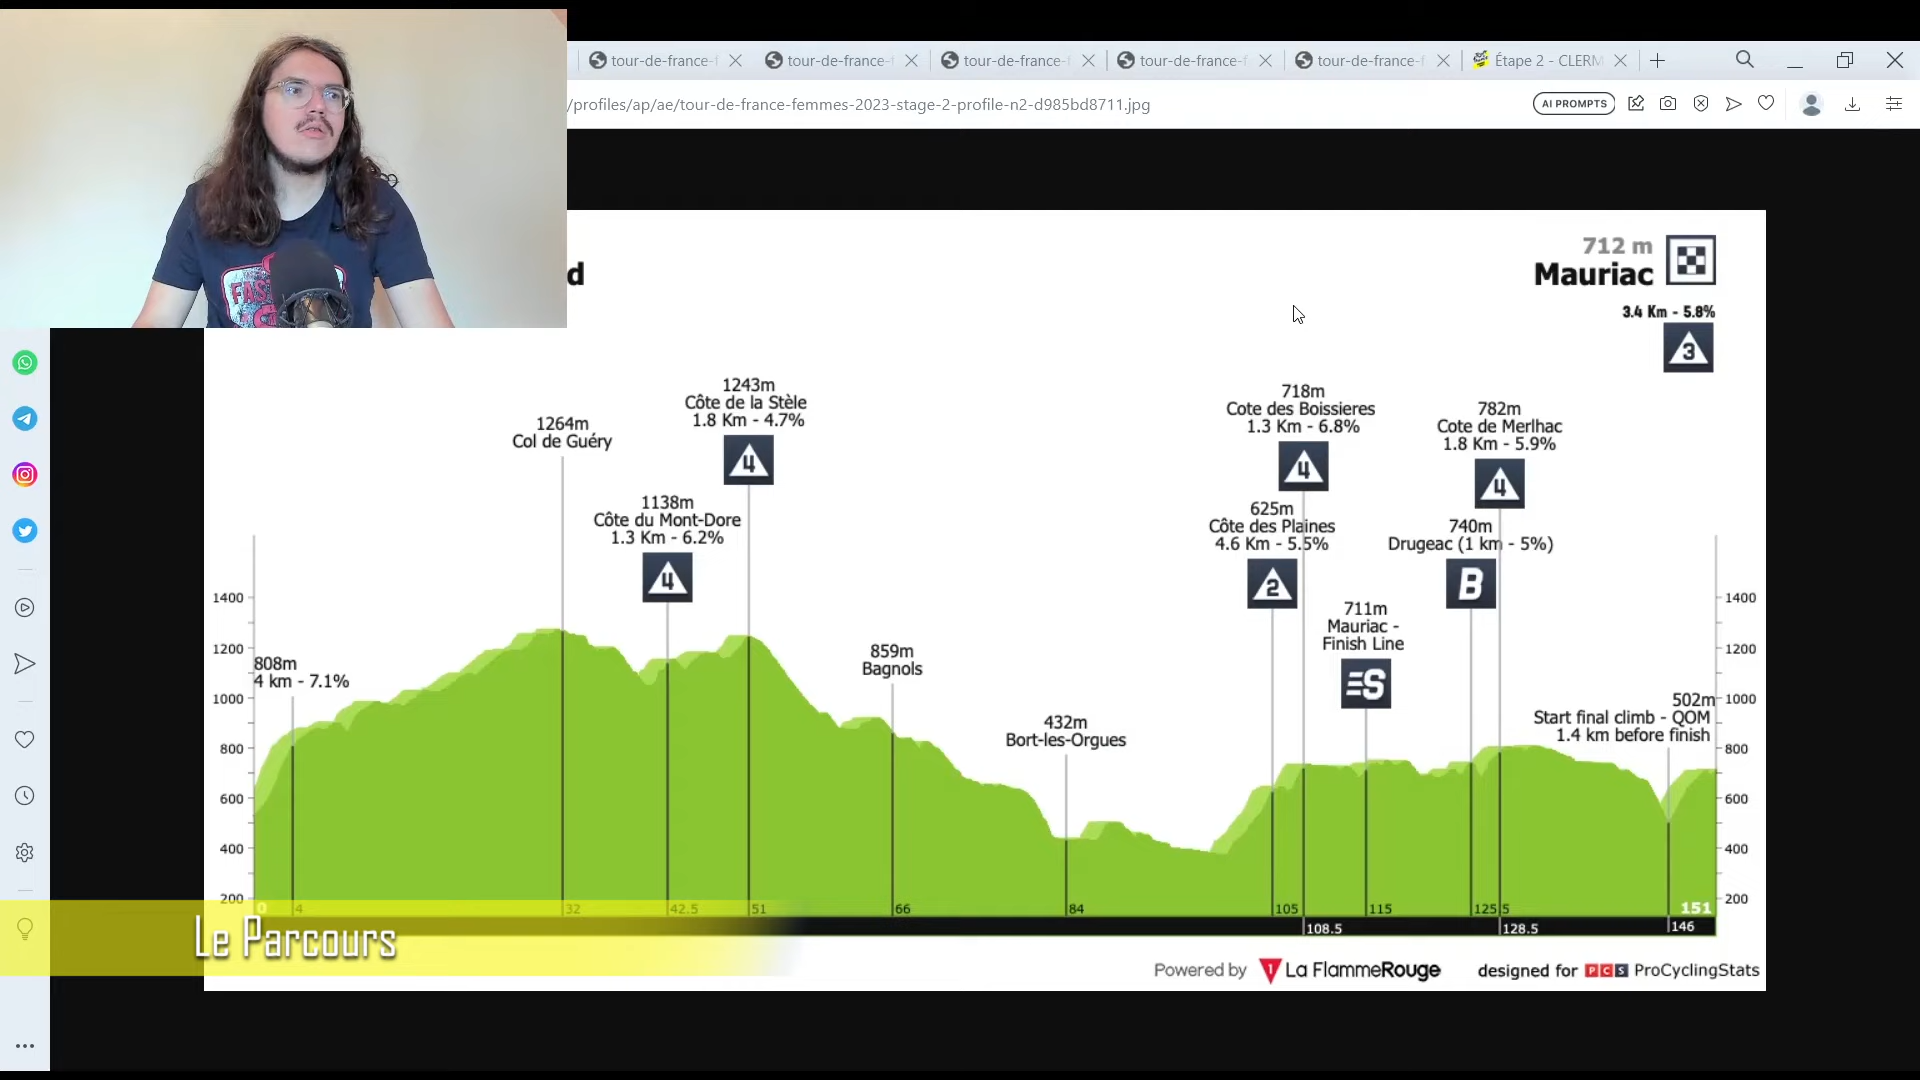 tour-de-france-f
tour-de-france-f
tour-de-france-f
tour-de-france-f
tour-de-france-f
Étape 2 - CLERM
/profiles/ap/ae/tour-de-france-femmes-2023-stage-2-profile-n2-d985bd8711.jpg
AI PROMPTS
FAS
d
712 m
Mauriac
3.4 Km - 5.8%
3
1264m
Col de Guéry
1138m
Côte du Mont-Dore
1.3 Km - 6.2%
4
1243m
Côte de la Stèle
1.8 Km - 4.7%
4
718m
Cote des Boissieres
1.3 Km - 6.8%
4
782m
Cote de Merlhac
1.8 Km - 5.9%
4
625m
Côte des Plaines
4.6 Km - 5.5%
2
740m
Drugeac (1 km - 5%)
B
711m
Mauriac -
Finish Line
S
808m
4 km - 7.1%
859m
Bagnols
432m
Bort-les-Orgues
502m
Start final climb - QOM
1.4 km before finish
1400
1200
1000
800
600
400
200
1400
1200
1000
800
600
400
200
0
4
32
42.5
51
66
84
105
108.5
115
125.5
128.5
146
151
Le Parcours
Powered by
1
La FlammeRouge
designed for PCS ProCyclingStats